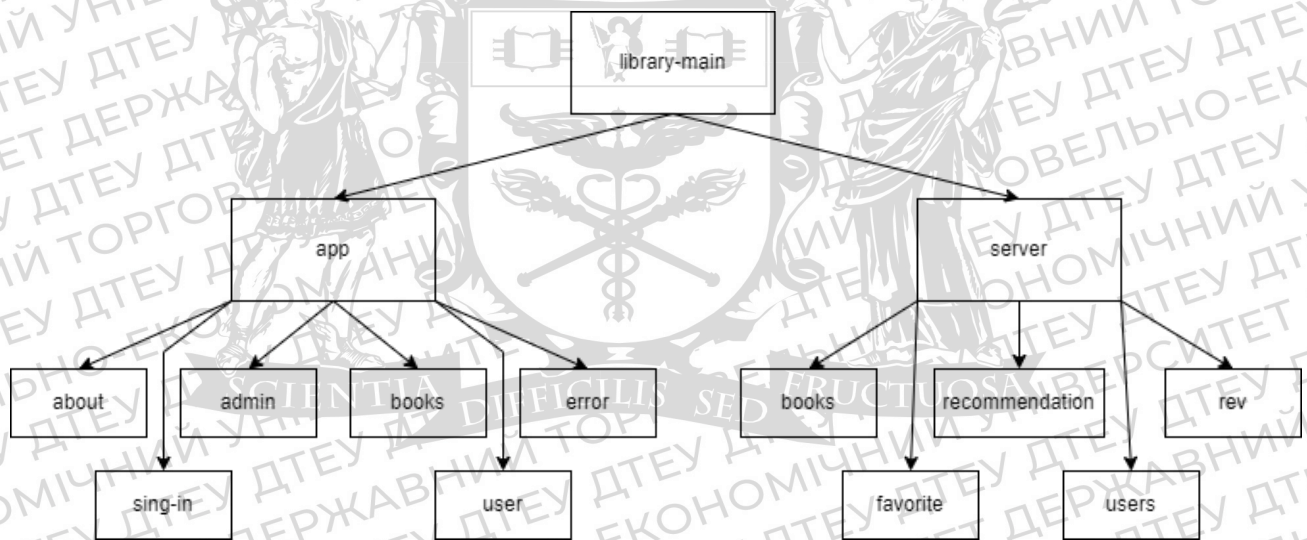 library-main
app
server
about
admin
books
error
books
recommendation
rev
sing-in
user
favorite
users
SCIENTIA DIFFICILIS SED FRUCTUOSA